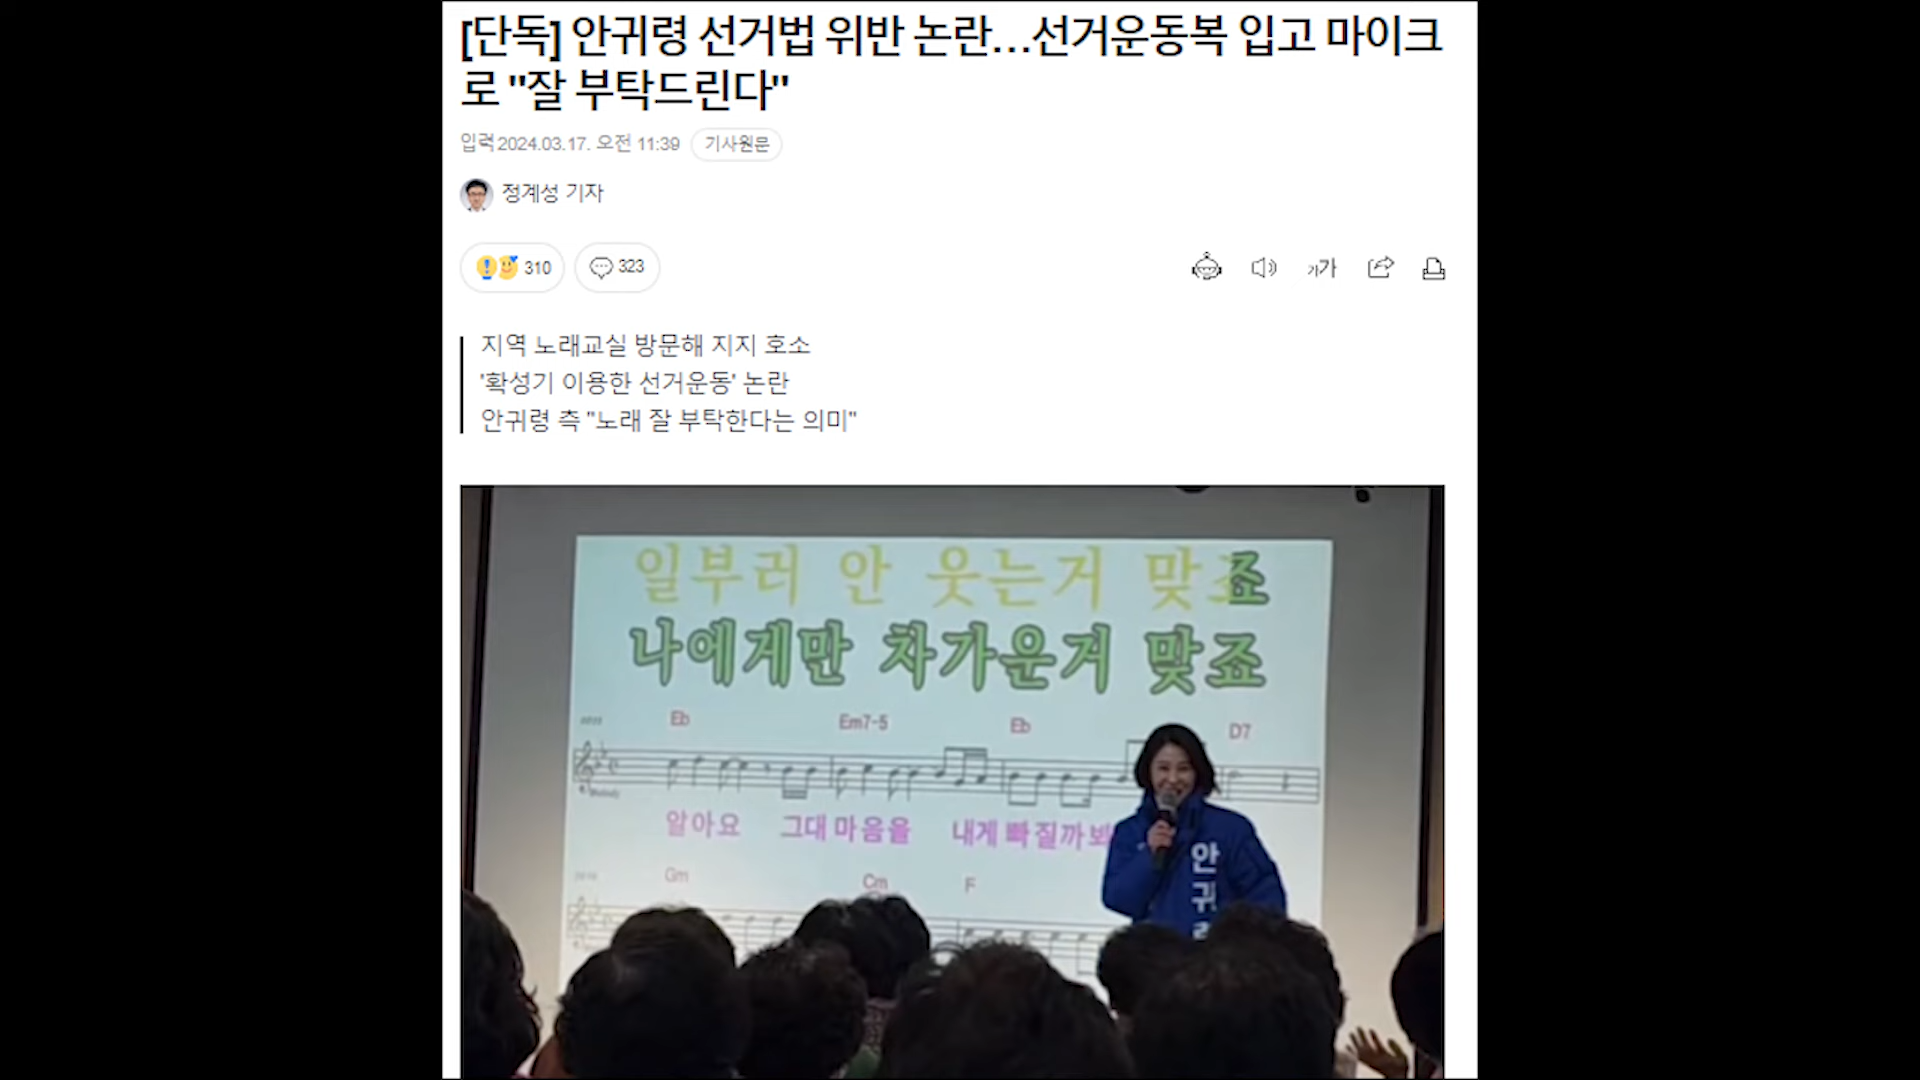 [단독] 안귀령 선거법 위반 논란…선거운동복 입고 마이크
로 "잘 부탁드린다"
입력 2024.03.17. 오전 11:39 기사원문
정계성 기자
310 323 가가
지역 노래교실 방문해 지지 호소
'확성기 이용한 선거운동' 논란
안귀령 측 "노래 잘 부탁한다는 의미"
일부러 안 웃는거 맞죠
나에게만 차가운거 맞죠
Eb Em7-5 Eb D7
알아요 그대 마음을 내게 빠질까봐
안귀
Gm Cm F